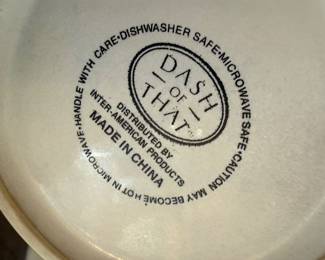 DASH
OF
THAT
DISTRIBUTED BY
INTER-AMERICAN PRODUCTS
MADE IN CHINA
•HANDLE WITH CARE•DISHWASHER SAFE•MICROWAVE SAFE•CAUTION MAY BECOME HOT IN MICROWAVE